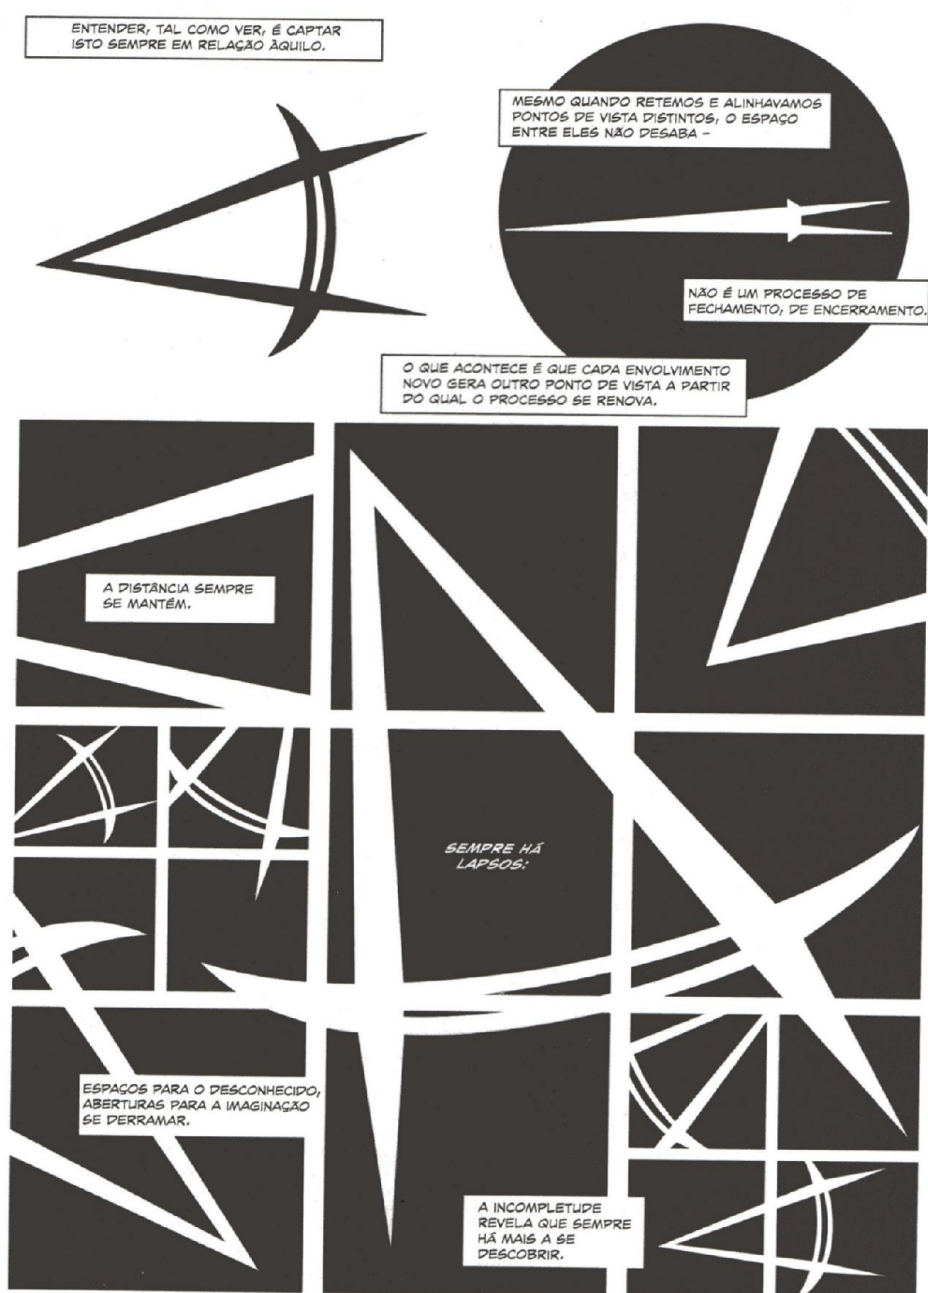 ENTENDER, TAL COMO VER, É CAPTAR
ISTO SEMPRE EM RELAÇÃO ÀQUILO.
MESMO QUANDO RETEMOS E ALINHAVAMOS
PONTOS DE VISTA DISTINTOS, O ESPAÇO
ENTRE ELES NÃO DESABA –
NÃO É UM PROCESSO DE
FECHAMENTO, DE ENCERRAMENTO.
O QUE ACONTECE É QUE CADA ENVOLVIMENTO
NOVO GERA OUTRO PONTO DE VISTA A PARTIR
DO QUAL O PROCESSO SE RENOVA.
A DISTÂNCIA SEMPRE
SE MANTÉM.
SEMPRE HÁ
LAPSOS:
ESPAÇOS PARA O DESCONHECIDO,
ABERTURAS PARA A IMAGINAÇÃO
SE DERRAMAR.
A INCOMPLETUDE
REVELA QUE SEMPRE
HÁ MAIS A SE
DESCOBRIR.